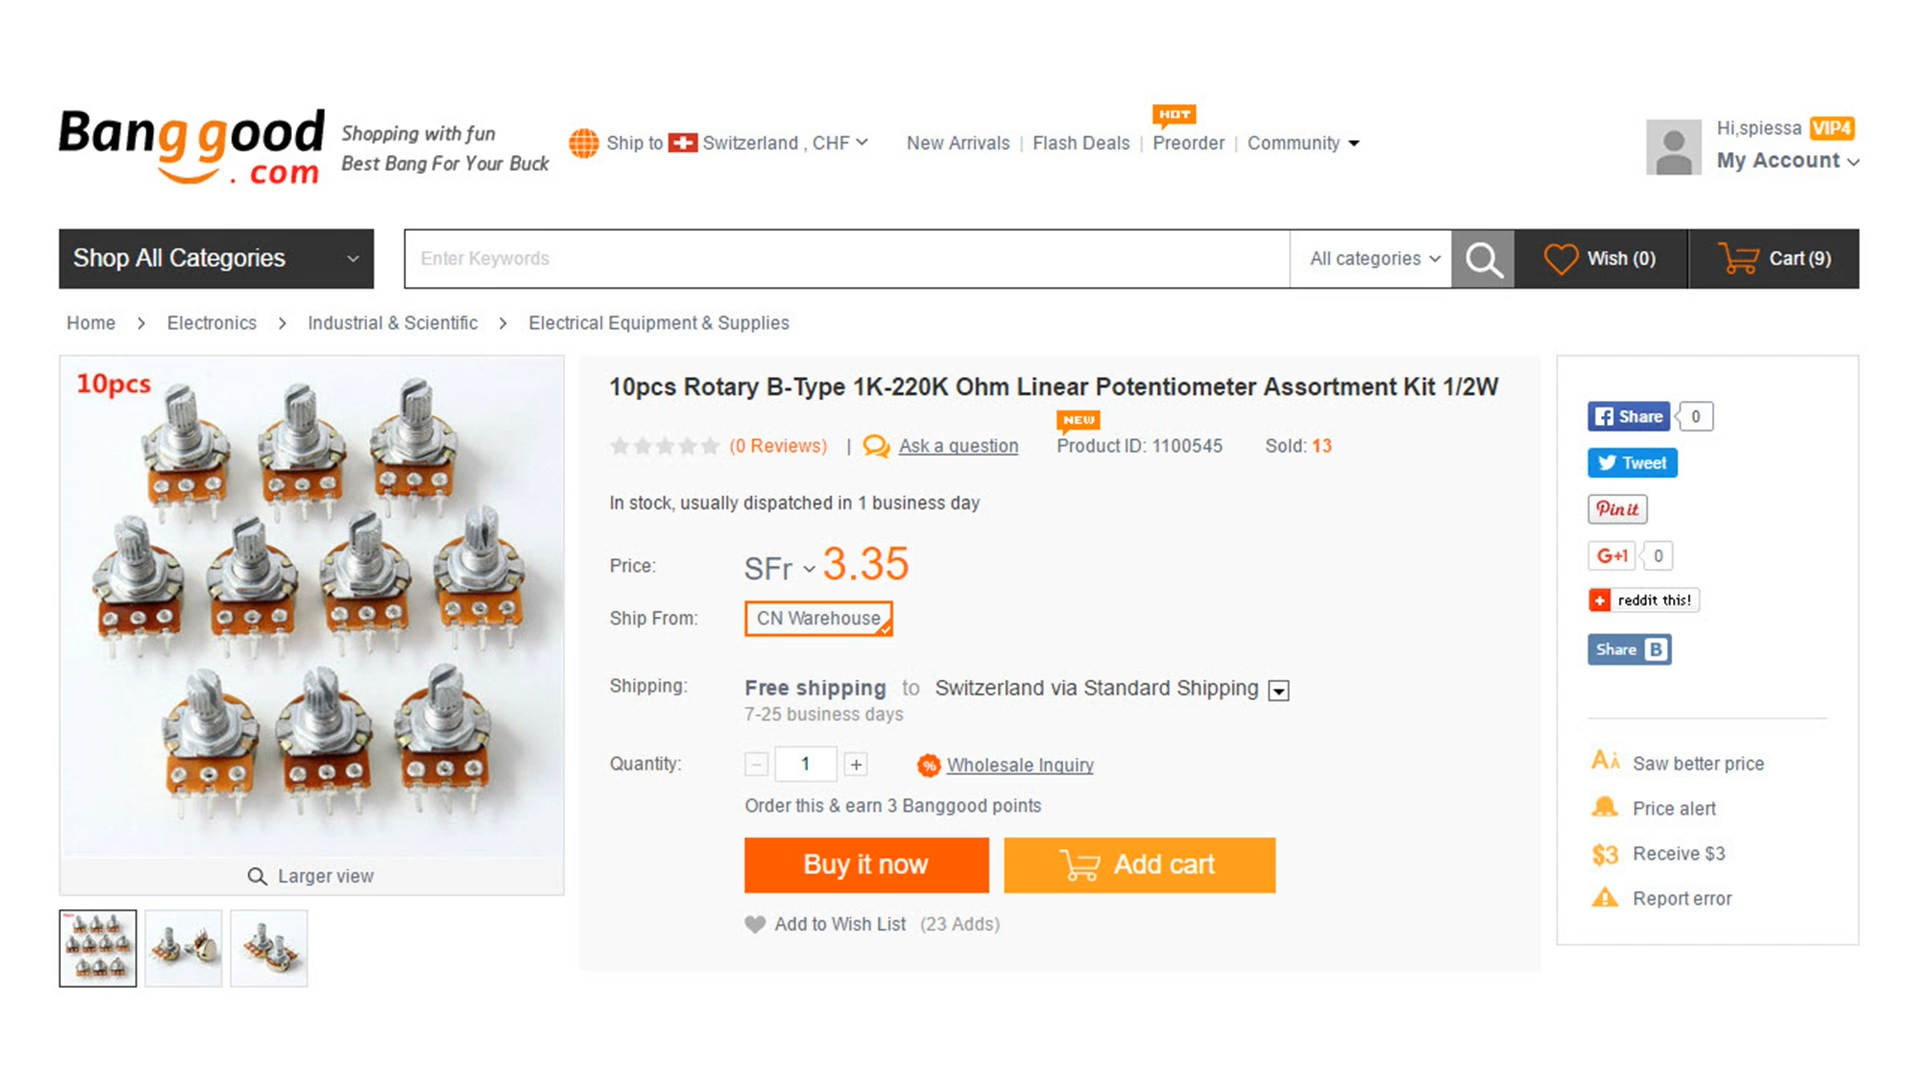 Banggood
.com
Shopping with fun
Best Bang For Your Buck
Ship to Switzerland , CHF
New Arrivals | Flash Deals | Preorder | Community
HOT
Hi,spiessa VIP4
My Account
Shop All Categories
Enter Keywords
All categories
Wish (0)
Cart (9)
Home > Electronics > Industrial & Scientific > Electrical Equipment & Supplies
10pcs
Larger view
10pcs Rotary B-Type 1K-220K Ohm Linear Potentiometer Assortment Kit 1/2W
NEW
(0 Reviews) | Ask a question Product ID: 1100545 Sold: 13
In stock, usually dispatched in 1 business day
Price: SFr 3.35
Ship From: CN Warehouse
Shipping: Free shipping to Switzerland via Standard Shipping
7-25 business days
Quantity: - 1 + % Wholesale Inquiry
Order this & earn 3 Banggood points
Buy it now
Add cart
Add to Wish List (23 Adds)
Share 0
Tweet
Pin it
G+1 0
reddit this!
Share B
Saw better price
Price alert
$3 Receive $3
Report error